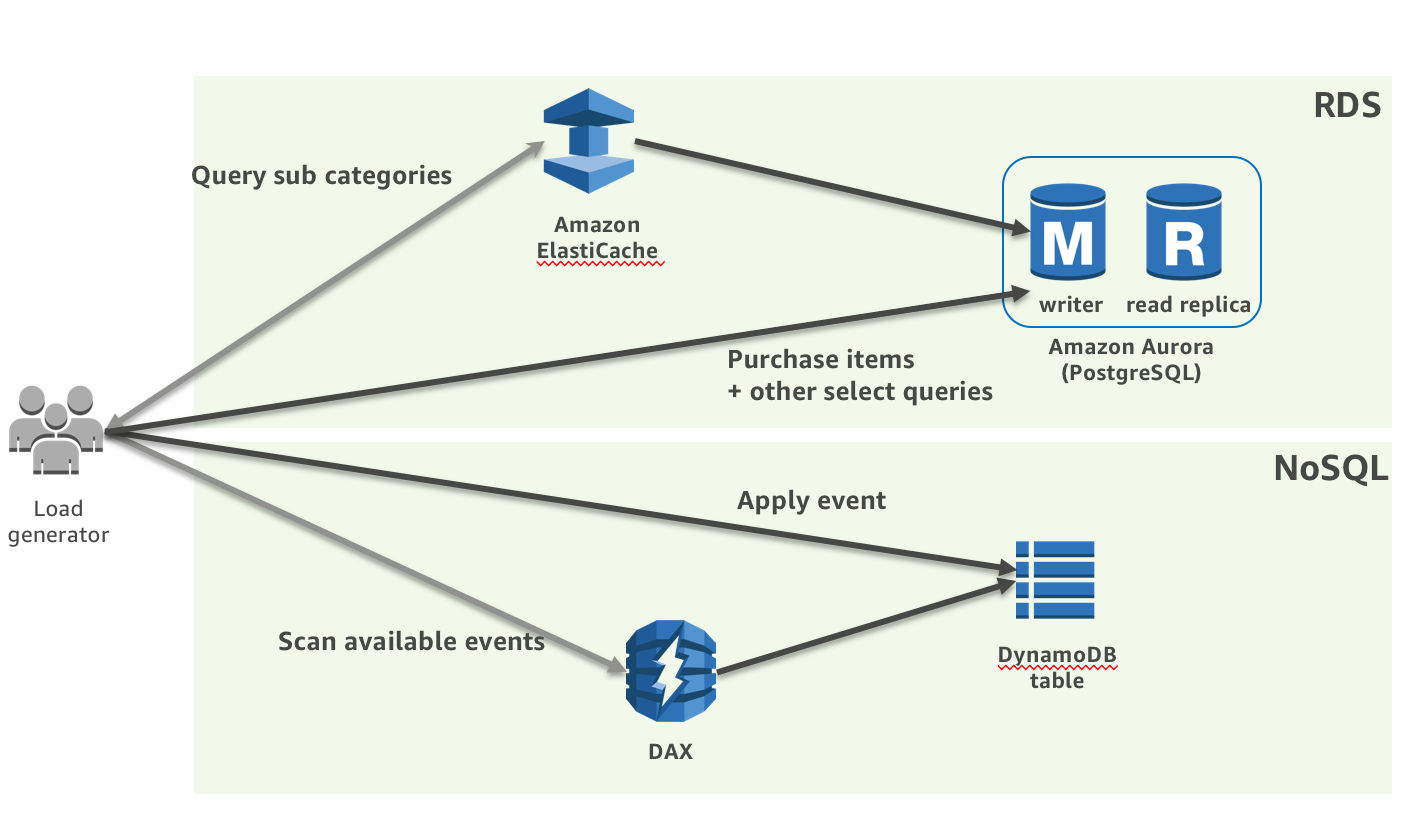 RDS
Query sub categories
Amazon
ElastiCache
M
R
writer
read replica
Amazon Aurora
(PostgreSQL)
Purchase items
+ other select queries
Load
generator
NoSQL
Apply event
Scan available events
DynamoDB
table
DAX